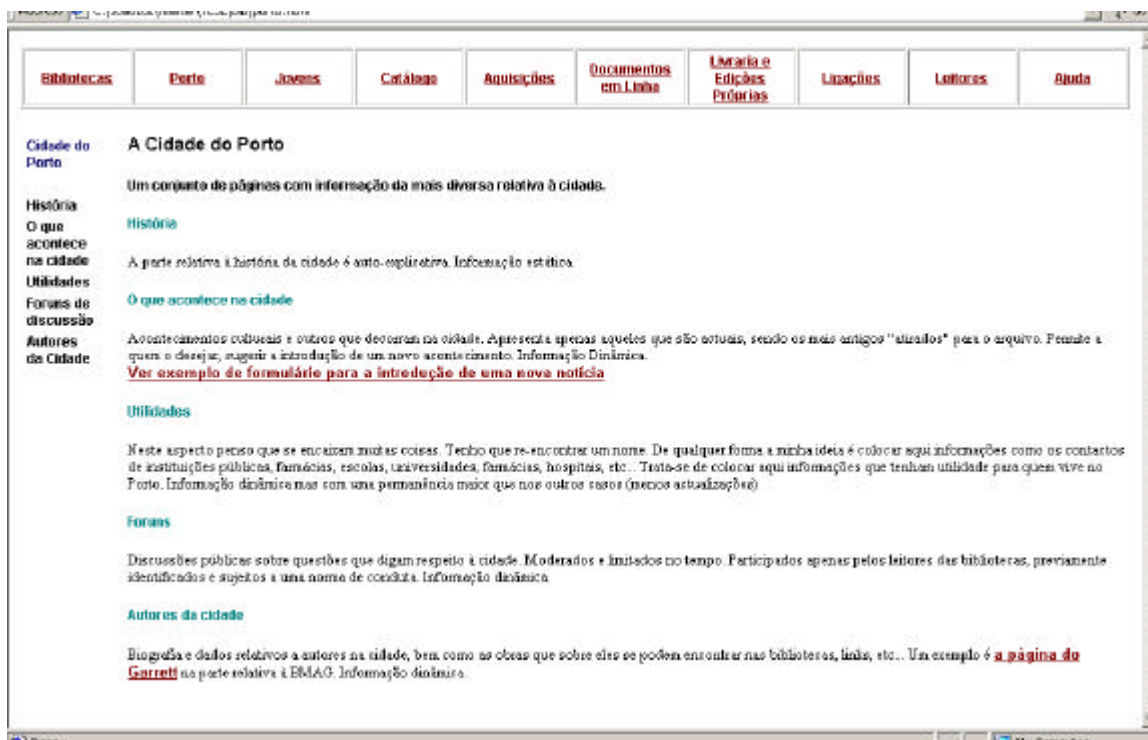 Bibliotecas
Porto
Jovens
Catálogo
Aquisições
Documentos
em Linha
Livraria e
Edições
Próprias
Ligações
Leitores
Ajuda
Cidade do
Porto
História
O que
acontece
na cidade
Utilidades
Foruns de
discussão
Autores
da Cidade
A Cidade do Porto
Um conjunto de páginas com informação da mais diversa relativa à cidade.
História
A parte relativa à história da cidade é auto-explicativa. Informação estática
O que acontece na cidade
Acontecimentos culturais e outros que decorram na cidade. Apresenta apenas aqueles que são actuais, sendo os mais antigos "atirados" para o arquivo. Permite a
quem o desejar, sugerir a introdução de um novo acontecimento. Informação Dinâmica.
Ver exemplo de formulário para a introdução de uma nova notícia
Utilidades
Neste aspecto penso que se encaixam muitas coisas. Tenho que re-encontrar um nome. De qualquer forma a minha ideia é colocar aqui informações como os contactos
de instituições públicas, farmácias, escolas, universidades, farmácias, hospitais, etc... Trata-se de colocar aqui informações que tenham utilidade para quem vive no
Porto. Informação dinâmica mas com uma permanência maior que nos outros casos (menos actualizações)
Foruns
Discussões públicas sobre questões que digam respeito à cidade. Moderados e limitados no tempo. Participados apenas pelos leitores das bibliotecas, previamente
identificados e sujeitos a uma norma de conduta. Informação dinâmica
Autores da cidade
Biografia e dados relativos a autores na cidade, bem como as obras que sobre eles se podem encontrar nas bibliotecas, links, etc... Um exemplo é a página do
Garrett na parte relativa à BMAG. Informação dinâmica.